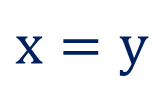 x = y